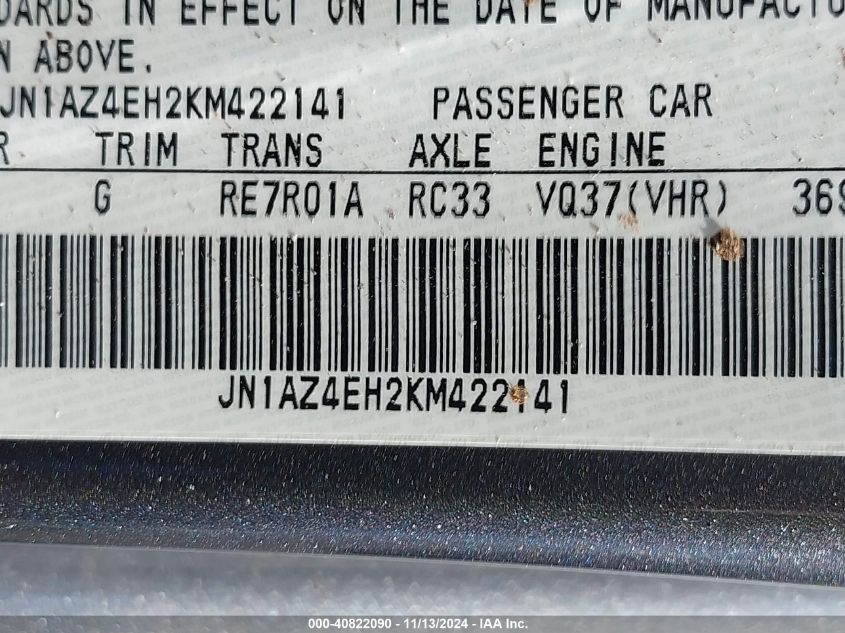 DARDS IN EFFECT ON THE DATE OF
N ABOVE.
JN1AZ4EH2KM422141 PASSENGER CAR
R TRIM TRANS AXLE ENGINE
G RE7R01A RC33 VQ37(VHR) 369
JN1AZ4EH2KM422141
000-40822090 - 11/13/2024 - IAA Inc.